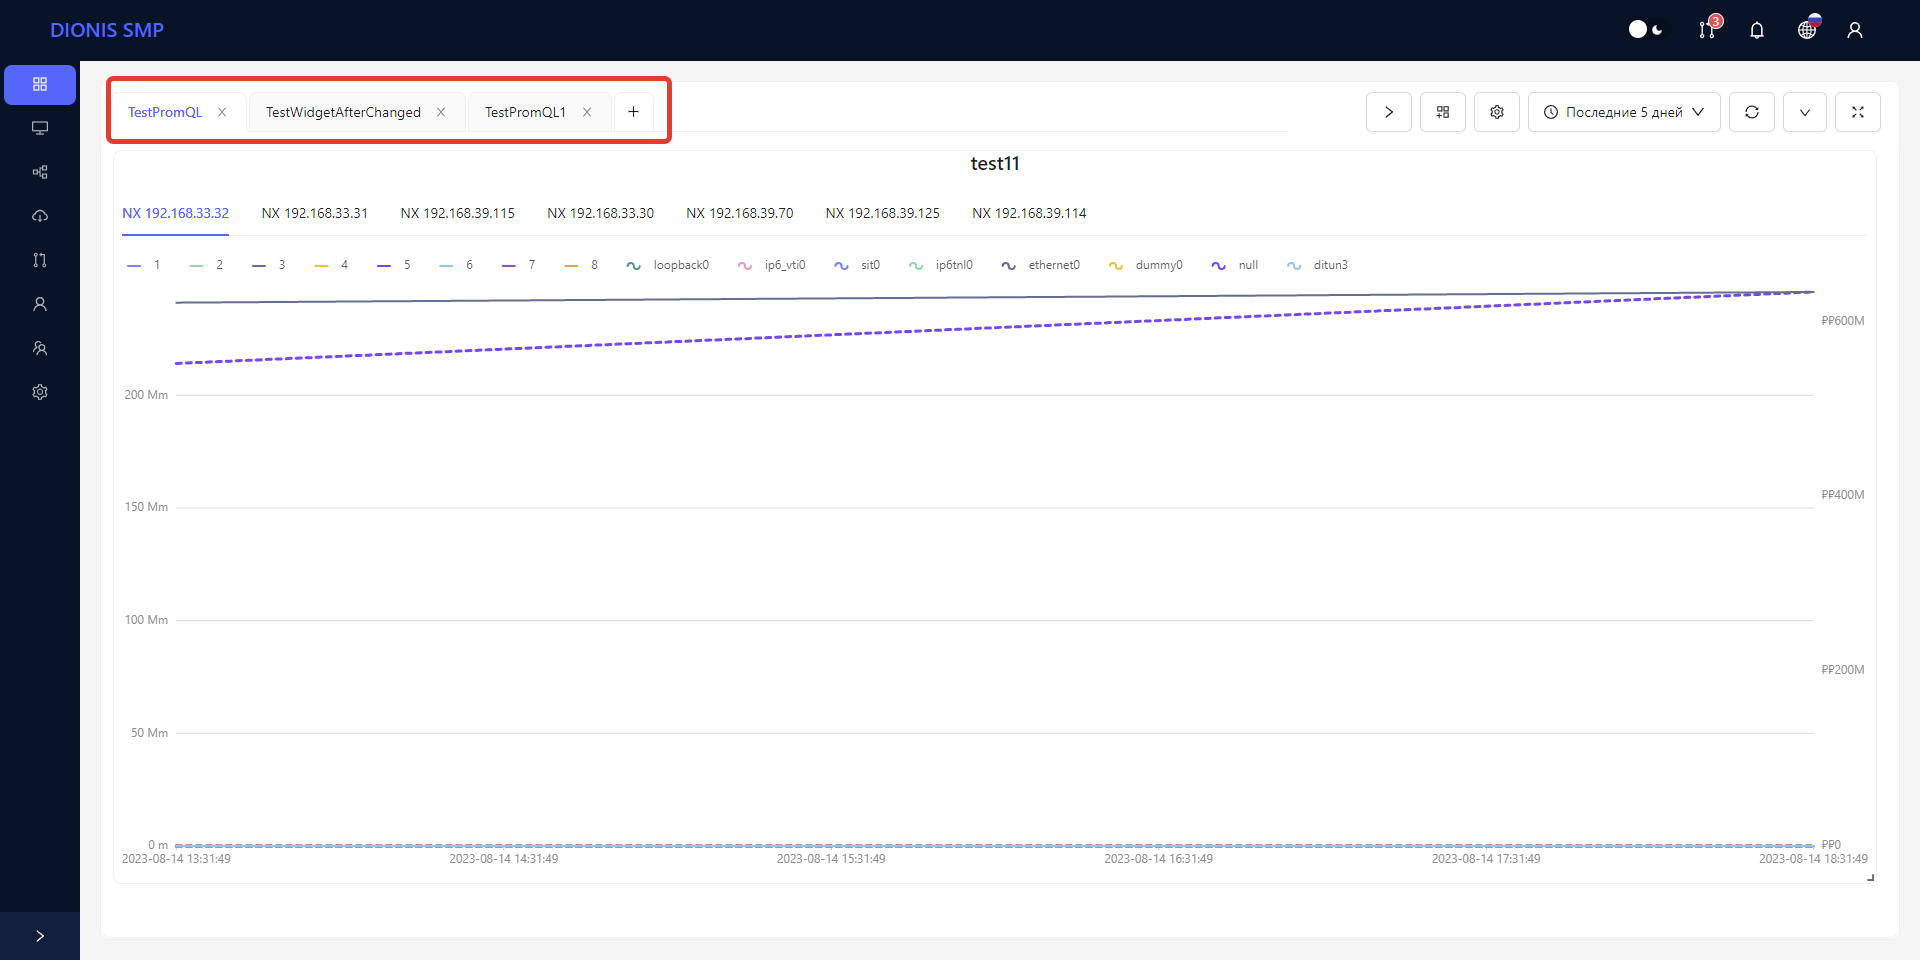 DIONIS SMP
3
TestPromQL
TestWidgetAfterChanged
TestPromQL1
Последние 5 дней
test11
NX 192.168.33.32
NX 192.168.33.31
NX 192.168.39.115
NX 192.168.33.30
NX 192.168.39.70
NX 192.168.39.125
NX 192.168.39.114
1
2
3
4
5
6
7
8
loopback0
ip6_vti0
sit0
ip6tnl0
ethernet0
dummy0
null
ditun3
200 Mm
150 Mm
100 Mm
50 Mm
0 m
₽₽600M
₽₽400M
₽₽200M
₽₽0
2023-08-14 13:31:49
2023-08-14 14:31:49
2023-08-14 15:31:49
2023-08-14 16:31:49
2023-08-14 17:31:49
2023-08-14 18:31:49